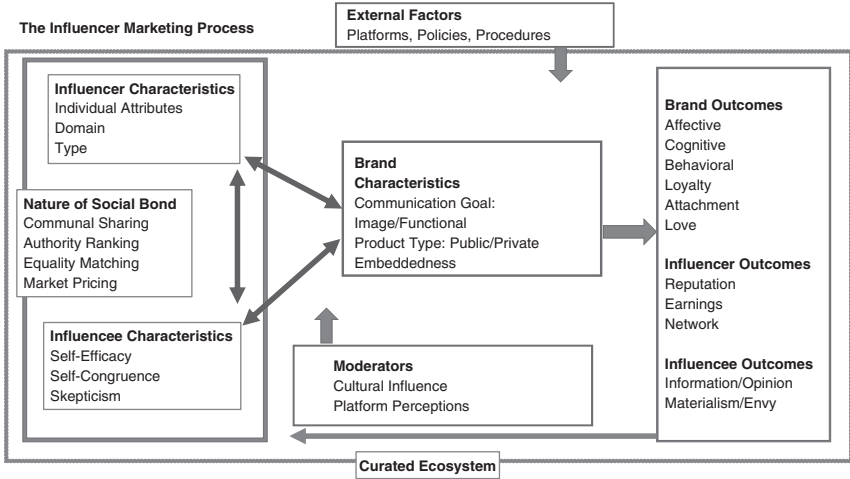 The Influencer Marketing Process
External Factors
Platforms, Policies, Procedures
Influencer Characteristics
Individual Attributes
Domain
Type
Nature of Social Bond
Communal Sharing
Authority Ranking
Equality Matching
Market Pricing
Influencee Characteristics
Self-Efficacy
Self-Congruence
Skepticism
Brand
Characteristics
Communication Goal:
Image/Functional
Product Type: Public/Private
Embeddedness
Moderators
Cultural Influence
Platform Perceptions
Brand Outcomes
Affective
Cognitive
Behavioral
Loyalty
Attachment
Love
Influencer Outcomes
Reputation
Earnings
Network
Influencee Outcomes
Information/Opinion
Materialism/Envy
Curated Ecosystem